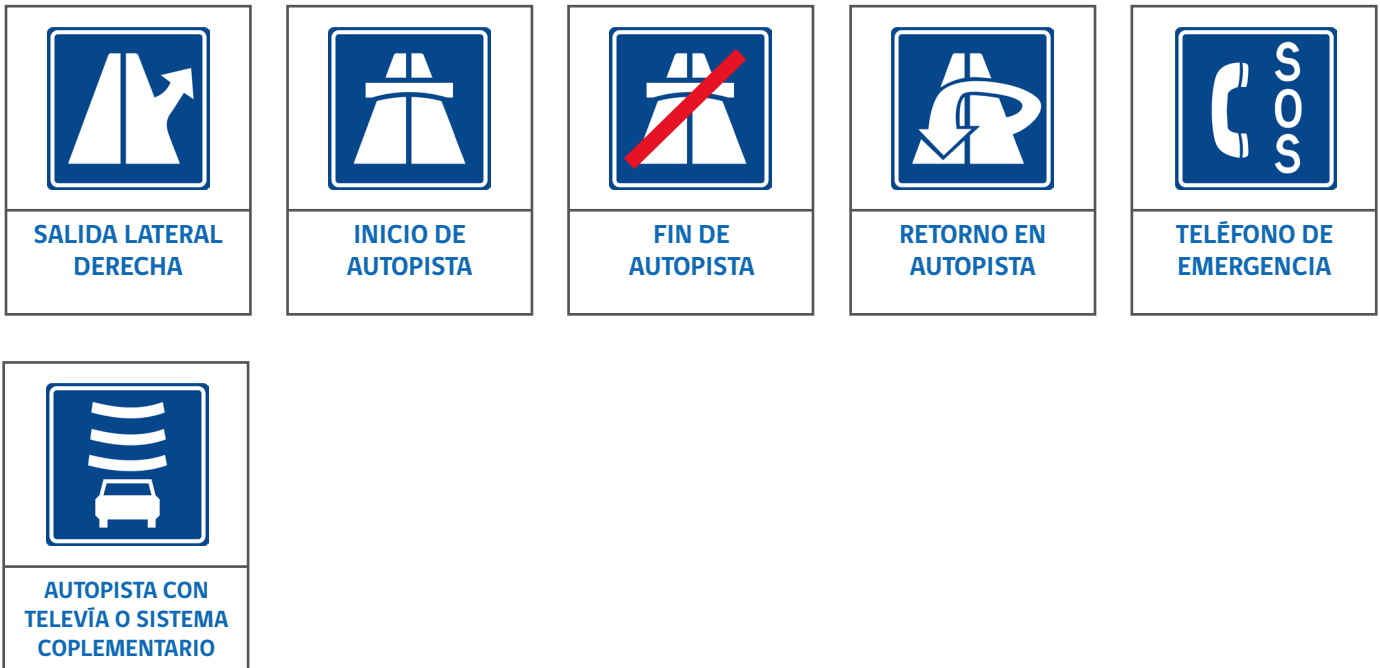 SALIDA LATERAL
DERECHA
INICIO DE
AUTOPISTA
FIN DE
AUTOPISTA
RETORNO EN
AUTOPISTA
SOS
TELÉFONO DE
EMERGENCIA
AUTOPISTA CON
TELEVÍA O SISTEMA
COPLEMENTARIO